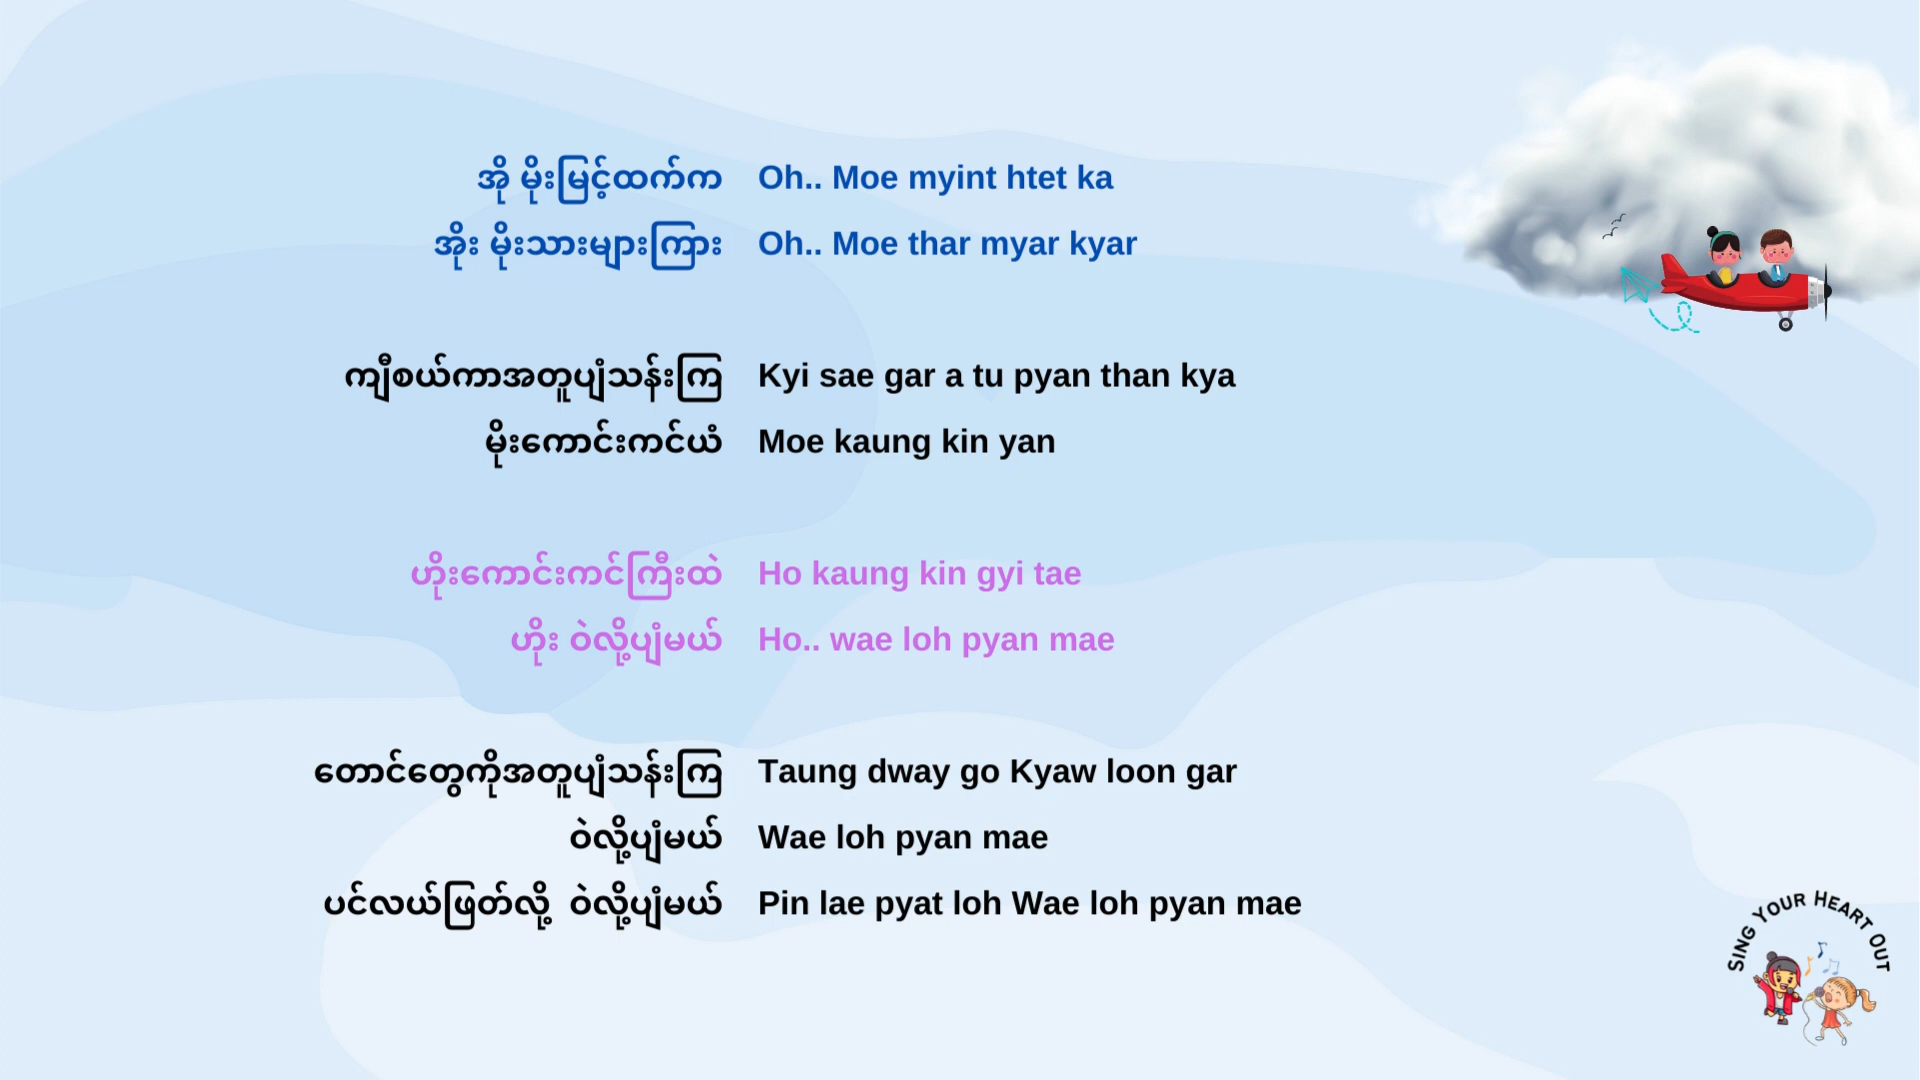 အို မိုးမြင့်ထက်က Oh.. Moe myint htet ka
အိုး မိုးသားများကြား Oh.. Moe thar myar kyar
ကျီစယ်ကာအတူပျံသန်းကြ Kyi sae gar a tu pyan than kya
မိုးကောင်းကင်ယံ Moe kaung kin yan
ဟိုးကောင်းကင်ကြီးထဲ Ho kaung kin gyi tae
ဟိုး ဝဲလို့ပျံမယ် Ho.. wae loh pyan mae
တောင်တွေကိုအတူပျံသန်းကြ Taung dway go Kyaw loon gar
ဝဲလို့ပျံမယ် Wae loh pyan mae
ပင်လယ်ဖြတ်လို့ ဝဲလို့ပျံမယ် Pin lae pyat loh Wae loh pyan mae
SING YOUR HEART OUT